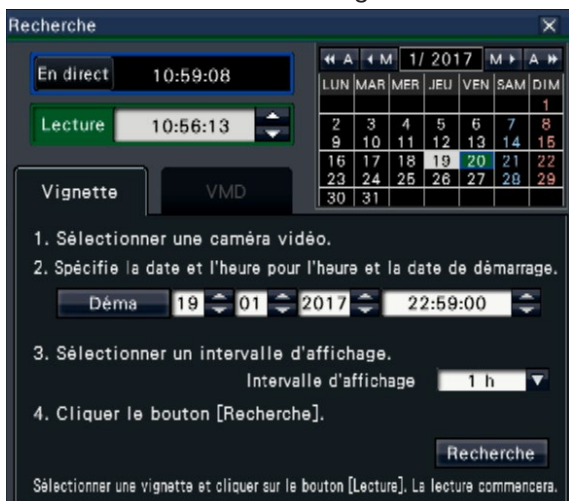 Recherche
En direct 10:59:08
Lecture 10:56:13
A M 1/ 2017 M A
LUN MAR MER JEU VEN SAM DIM
1
2 3 4 5 6 7 8
9 10 11 12 13 14 15
16 17 18 19 20 21 22
23 24 25 26 27 28 29
30 31
Vignette VMD
1. Sélectionner une caméra vidéo.
2. Spécifie la date et l'heure pour l'heure et la date de démarrage.
Déma 19 01 2017 22:59:00
3. Sélectionner un intervalle d'affichage.
Intervalle d'affichage 1 h
4. Cliquer le bouton [Recherche].
Recherche
Sélectionner une vignette et cliquer sur le bouton [Lecture]. La lecture commencera.